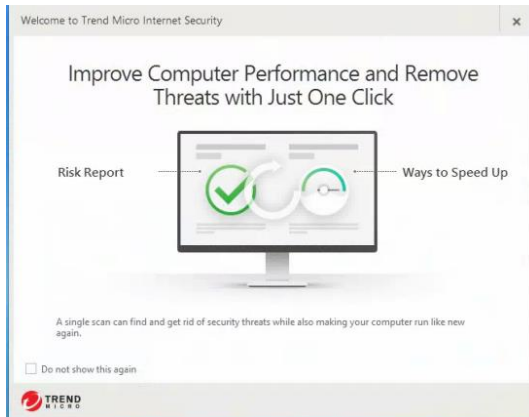 Welcome to Trend Micro Internet Security
Improve Computer Performance and Remove
Threats with Just One Click
Risk Report
Ways to Speed Up
A single scan can find and get rid of security threats while also making your computer run like new
again.
Do not show this again
TREND
MICRO